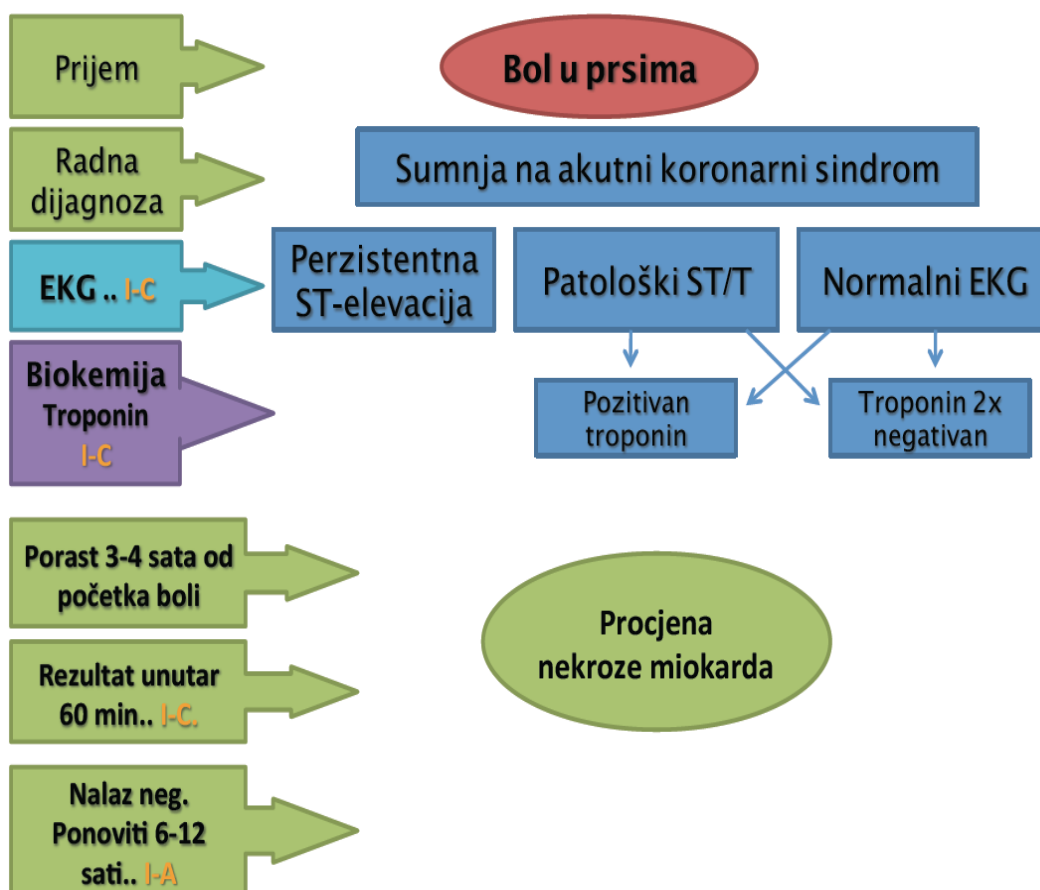 Prijem
Bol u prsima
Radna
dijagnoza
Sumnja na akutni koronarni sindrom
EKG .. I-C
Perzistentna
ST-elevacija
Patološki ST/T
Normalni EKG
Biokemija
Troponin
I-C
Pozitivan
troponin
Troponin 2x
negativan
Porast 3-4 sata od
početka boli
Procjena
nekroze miokarda
Rezultat unutar
60 min.. I-C.
Nalaz neg.
Ponoviti 6-12
sati.. I-A